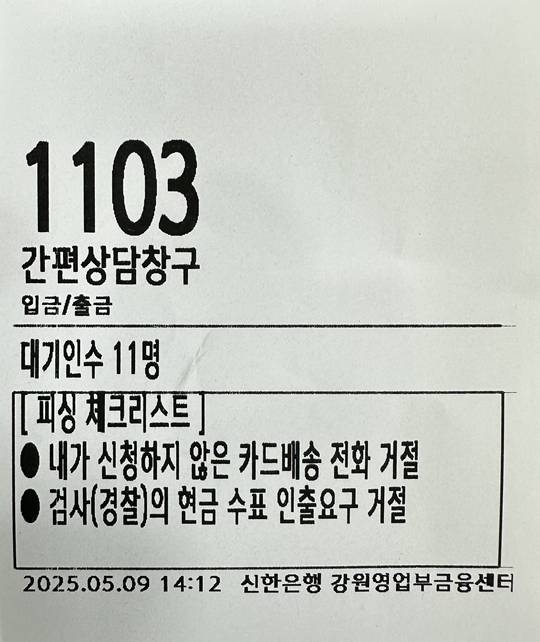 1103
간편상담창구
입금/출금
대기인수 11명
[ 피싱 체크리스트 ]
● 내가 신청하지 않은 카드배송 전화 거절
● 검사(경찰)의 현금 수표 인출요구 거절
2025.05.09 14:12 신한은행 강원영업부금융센터